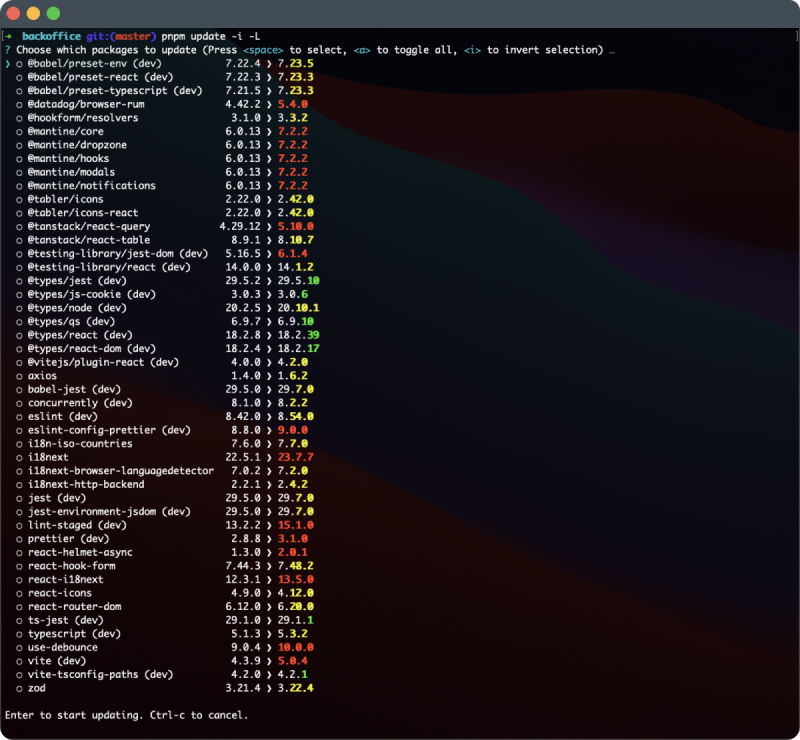 [➜  backoffice git:(master) pnpm update -i -L ]
? Choose which packages to update (Press <space> to select, <a> to toggle all, <i> to invert selection) …
❯ ○ @babel/preset-env (dev) 7.22.4 ❯ 7.23.5
○ @babel/preset-react (dev) 7.22.3 ❯ 7.23.3
○ @babel/preset-typescript (dev) 7.21.5 ❯ 7.23.3
○ @datadog/browser-rum 4.42.2 ❯ 5.4.0
○ @hookform/resolvers 3.1.0 ❯ 3.3.2
○ @mantine/core 6.0.13 ❯ 7.2.2
○ @mantine/dropzone 6.0.13 ❯ 7.2.2
○ @mantine/hooks 6.0.13 ❯ 7.2.2
○ @mantine/modals 6.0.13 ❯ 7.2.2
○ @mantine/notifications 6.0.13 ❯ 7.2.2
○ @tabler/icons 2.22.0 ❯ 2.42.0
○ @tabler/icons-react 2.22.0 ❯ 2.42.0
○ @tanstack/react-query 4.29.12 ❯ 5.10.0
○ @tanstack/react-table 8.9.1 ❯ 8.10.7
○ @testing-library/jest-dom (dev) 5.16.5 ❯ 6.1.4
○ @testing-library/react (dev) 14.0.0 ❯ 14.1.2
○ @types/jest (dev) 29.5.2 ❯ 29.5.10
○ @types/js-cookie (dev) 3.0.3 ❯ 3.0.6
○ @types/node (dev) 20.2.5 ❯ 20.10.1
○ @types/qs (dev) 6.9.7 ❯ 6.9.10
○ @types/react (dev) 18.2.8 ❯ 18.2.39
○ @types/react-dom (dev) 18.2.4 ❯ 18.2.17
○ @vitejs/plugin-react (dev) 4.0.0 ❯ 4.2.0
○ axios 1.4.0 ❯ 1.6.2
○ babel-jest (dev) 29.5.0 ❯ 29.7.0
○ concurrently (dev) 8.1.0 ❯ 8.2.2
○ eslint (dev) 8.42.0 ❯ 8.54.0
○ eslint-config-prettier (dev) 8.8.0 ❯ 9.0.0
○ i18n-iso-countries 7.6.0 ❯ 7.7.0
○ i18next 22.5.1 ❯ 23.7.7
○ i18next-browser-languagedetector 7.0.2 ❯ 7.2.0
○ i18next-http-backend 2.2.1 ❯ 2.4.2
○ jest (dev) 29.5.0 ❯ 29.7.0
○ jest-environment-jsdom (dev) 29.5.0 ❯ 29.7.0
○ lint-staged (dev) 13.2.2 ❯ 15.1.0
○ prettier (dev) 2.8.8 ❯ 3.1.0
○ react-helmet-async 1.3.0 ❯ 2.0.1
○ react-hook-form 7.44.3 ❯ 7.48.2
○ react-i18next 12.3.1 ❯ 13.5.0
○ react-icons 4.9.0 ❯ 4.12.0
○ react-router-dom 6.12.0 ❯ 6.20.0
○ ts-jest (dev) 29.1.0 ❯ 29.1.1
○ typescript (dev) 5.1.3 ❯ 5.3.2
○ use-debounce 9.0.4 ❯ 10.0.0
○ vite (dev) 4.3.9 ❯ 5.0.4
○ vite-tsconfig-paths (dev) 4.2.0 ❯ 4.2.1
○ zod 3.21.4 ❯ 3.22.4
Enter to start updating. Ctrl-c to cancel.